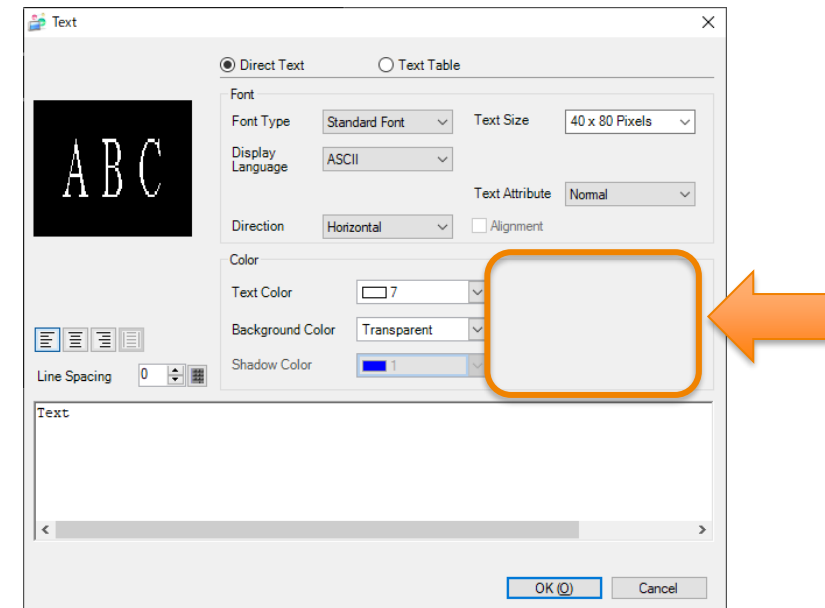 Text
Direct Text Text Table
Font
Font Type Standard Font Text Size 40 x 80 Pixels
ABC
Display Language ASCII
Text Attribute Normal
Direction Horizontal Alignment
Color
Text Color 7
Background Color Transparent
Shadow Color 1
Line Spacing 0
Text
OK (O) Cancel